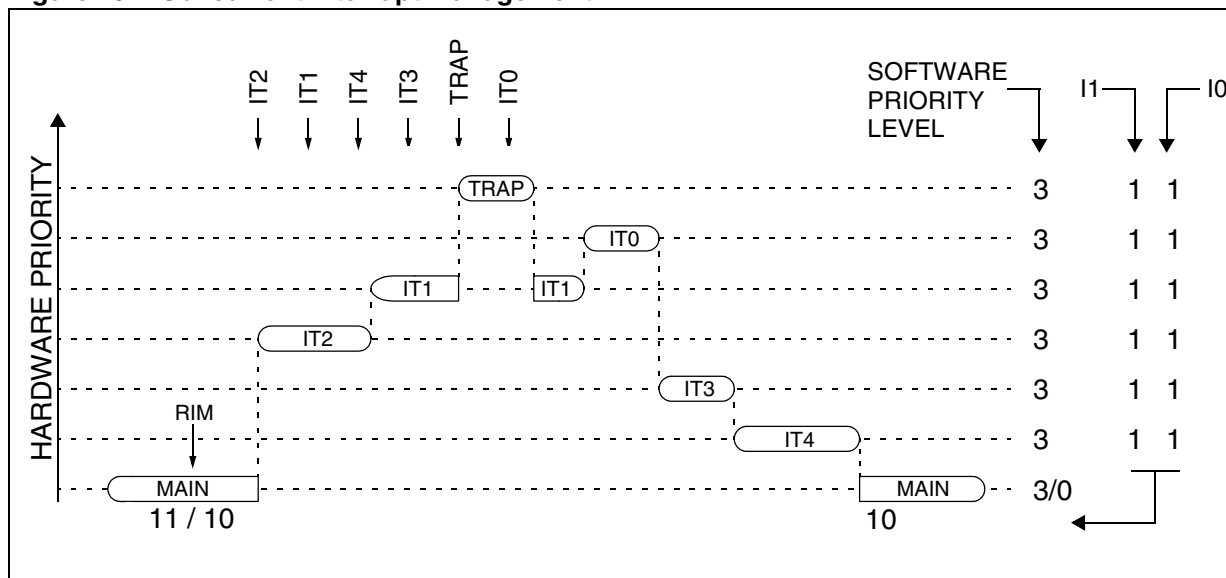 IT2
IT1
IT4
IT3
TRAP
IT0
SOFTWARE
PRIORITY
LEVEL
I1
I0
HARDWARE PRIORITY
TRAP
3
1 1
IT0
3
1 1
IT1
IT1
3
1 1
IT2
3
1 1
IT3
3
1 1
RIM
IT4
3
1 1
MAIN
MAIN
3/0
11 / 10
10